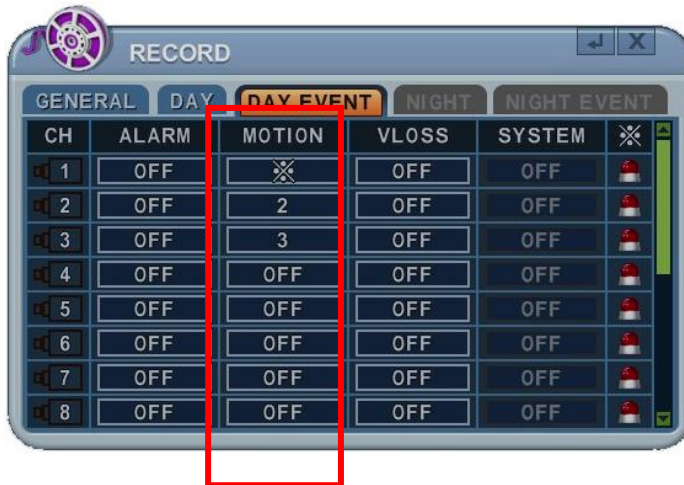 RECORD X
GENERAL DAY DAY EVENT NIGHT NIGHT EVENT
CH ALARM MOTION VLOSS SYSTEM ※
1 OFF ※ OFF OFF
2 OFF 2 OFF OFF
3 OFF 3 OFF OFF
4 OFF OFF OFF OFF
5 OFF OFF OFF OFF
6 OFF OFF OFF OFF
7 OFF OFF OFF OFF
8 OFF OFF OFF OFF